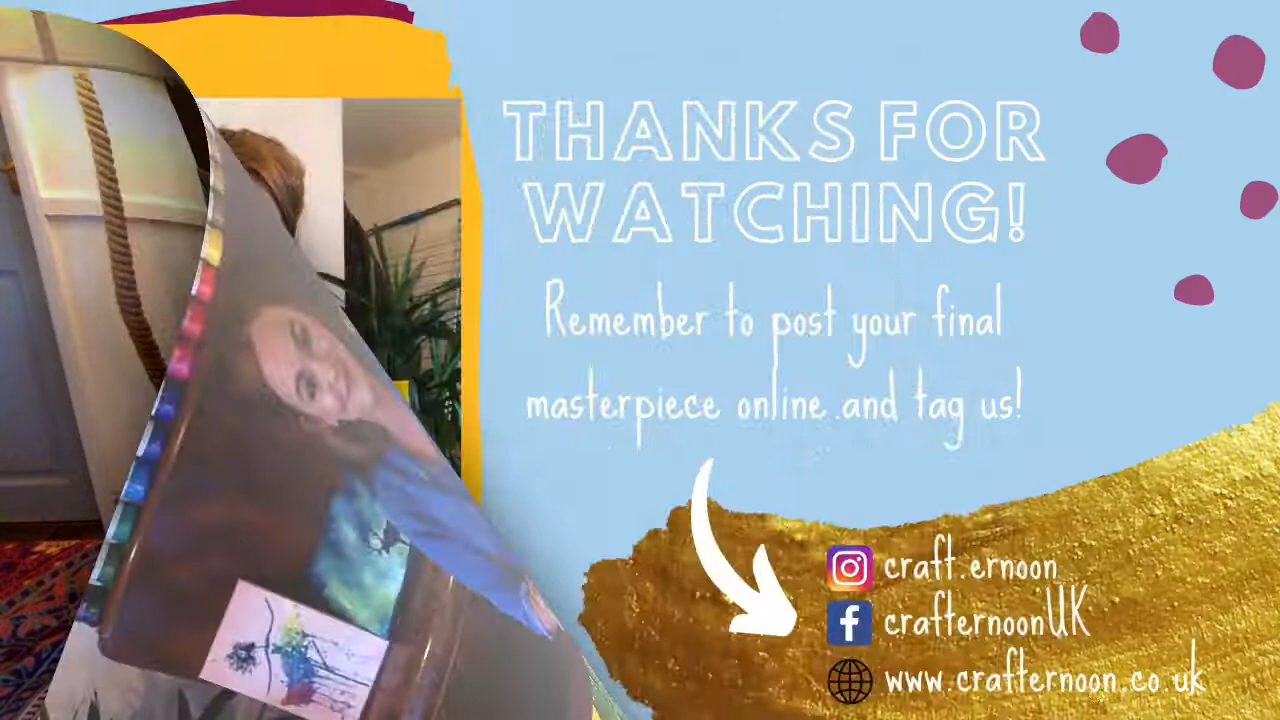 THANKS FOR
WATCHING!
Remember to post your final
masterpiece online and tag us!
craft.ernoon
crafternoonUK
www.crafternoon.co.uk